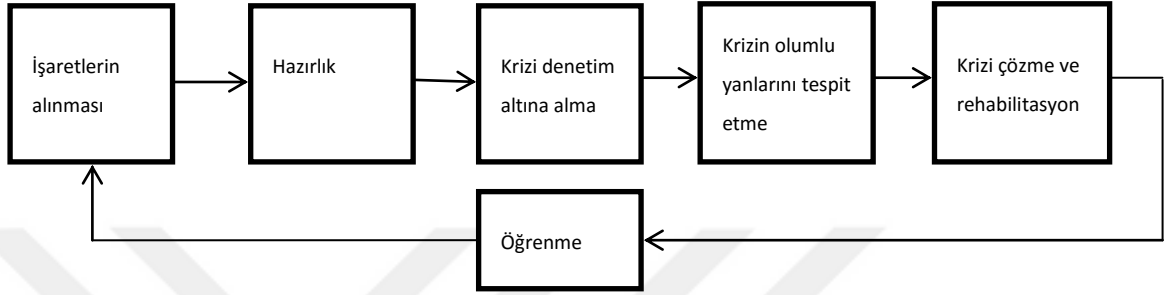 İşaretlerin
alınması
Hazırlık
Krizi denetim
altına alma
Krizin olumlu
yanlarını tespit
etme
Krizi çözme ve
rehabilitasyon
Öğrenme